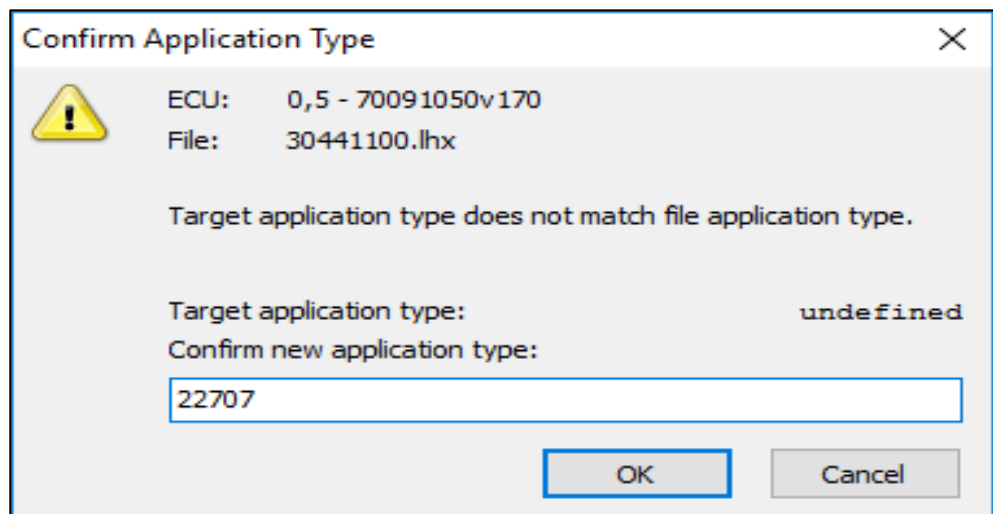 Confirm Application Type
ECU: 0,5 - 70091050v170
File: 30441100.lhx
Target application type does not match file application type.
Target application type: undefined
Confirm new application type:
22707
OK Cancel